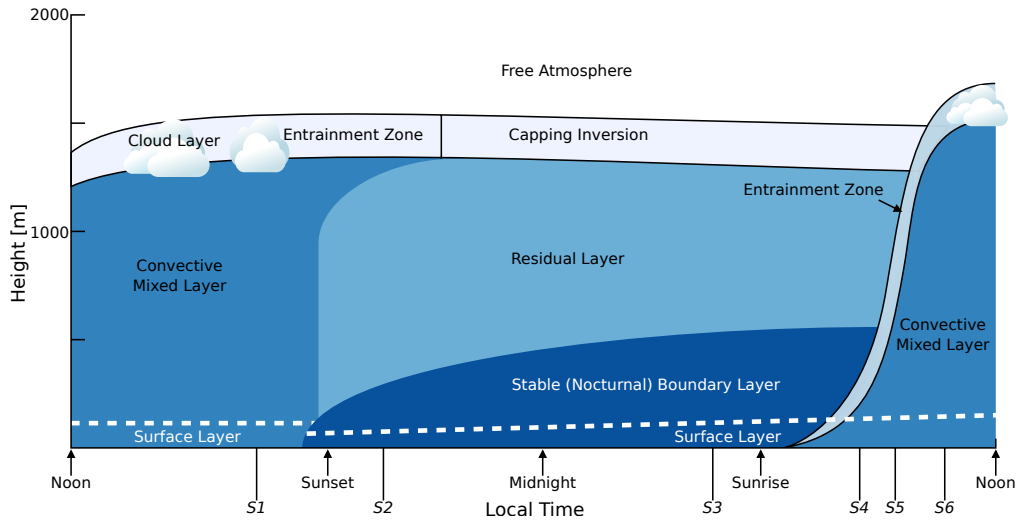 2000
Free Atmosphere
Cloud Layer
Entrainment Zone
Capping Inversion
Entrainment Zone
1000
Height [m]
Convective
Mixed Layer
Residual Layer
Convective
Mixed Layer
Stable (Nocturnal) Boundary Layer
Surface Layer
Surface Layer
Noon
Sunset
Midnight
Sunrise
Noon
S1
S2
S3
S4
S5
S6
Local Time